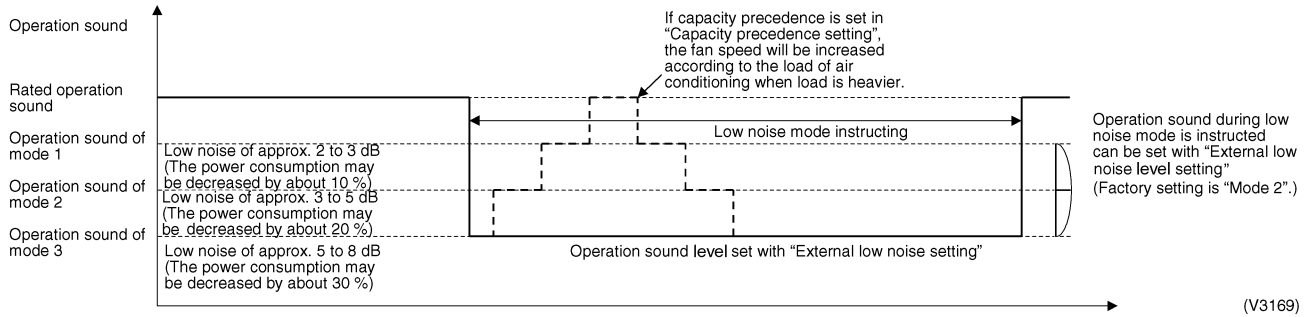 Operation sound
If capacity precedence is set in
“Capacity precedence setting”,
the fan speed will be increased
according to the load of air
conditioning when load is heavier.
Rated operation
sound
Low noise mode instructing
Operation sound of
mode 1
Low noise of approx. 2 to 3 dB
(The power consumption may
be decreased by about 10 %)
Operation sound of
mode 2
Low noise of approx. 3 to 5 dB
(The power consumption may
be decreased by about 20 %)
Operation sound of
mode 3
Low noise of approx. 5 to 8 dB
(The power consumption may
be decreased by about 30 %)
Operation sound level set with “External low noise setting”
Operation sound during low
noise mode is instructed
can be set with “External low
noise level setting”
(Factory setting is “Mode 2”.)
(V3169)